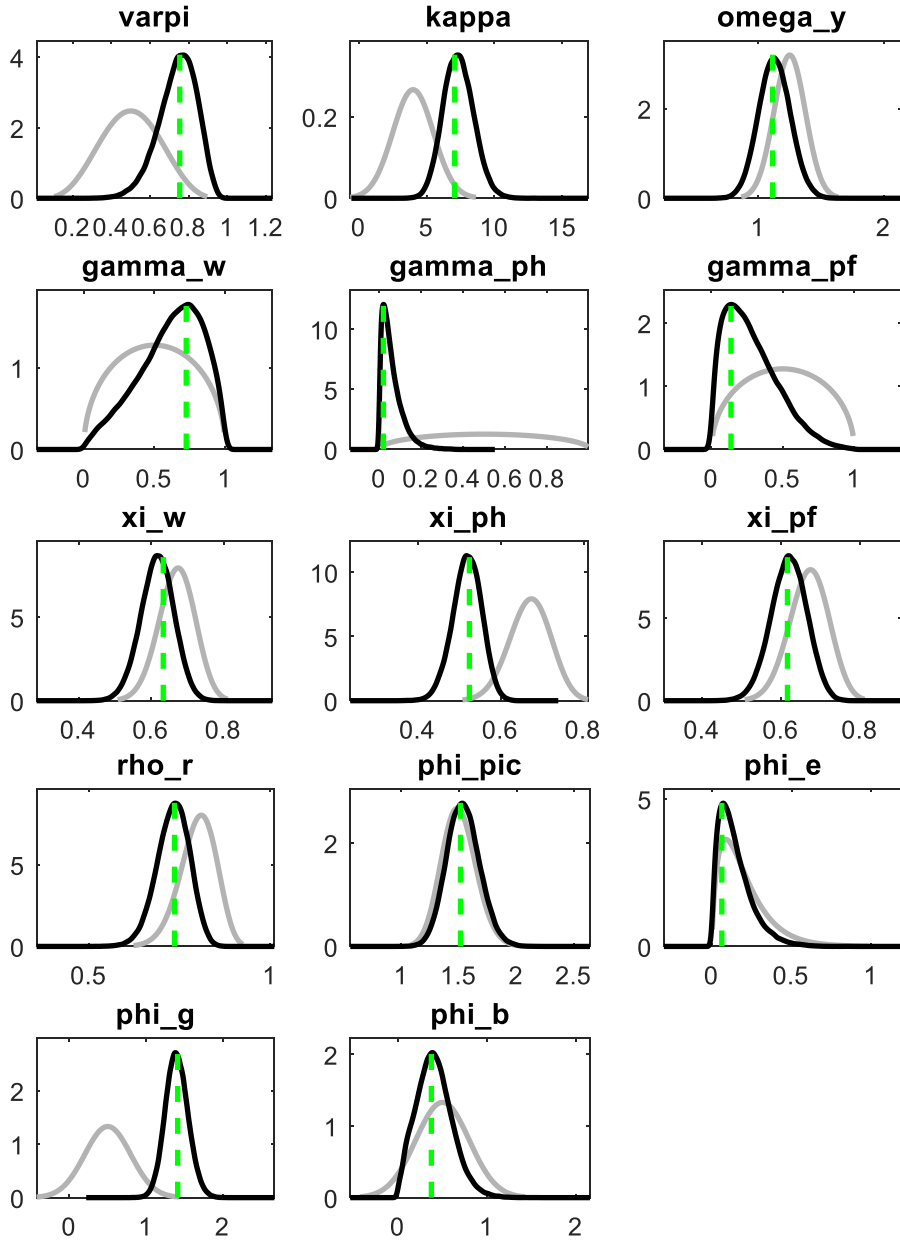 varpi kappa omega_y
4 2 0 0.2 0 2 0
0.2 0.4 0.6 0.8 1 1.2 0 5 10 15 1 2
gamma_w gamma_ph gamma_pf
1 0 10 5 0 2 1 0
0 0.5 1 0 0.2 0.4 0.6 0.8 0 0.5 1
xi_w xi_ph xi_pf
5 0 10 5 0 5 0
0.4 0.6 0.8 0.4 0.6 0.8 0.4 0.6 0.8
rho_r phi_pic phi_e
5 0 2 0 5 0
0.5 1 1 1.5 2 2.5 0 0.5 1
phi_g phi_b
2 1 0 2 1 0
0 1 2 0 1 2